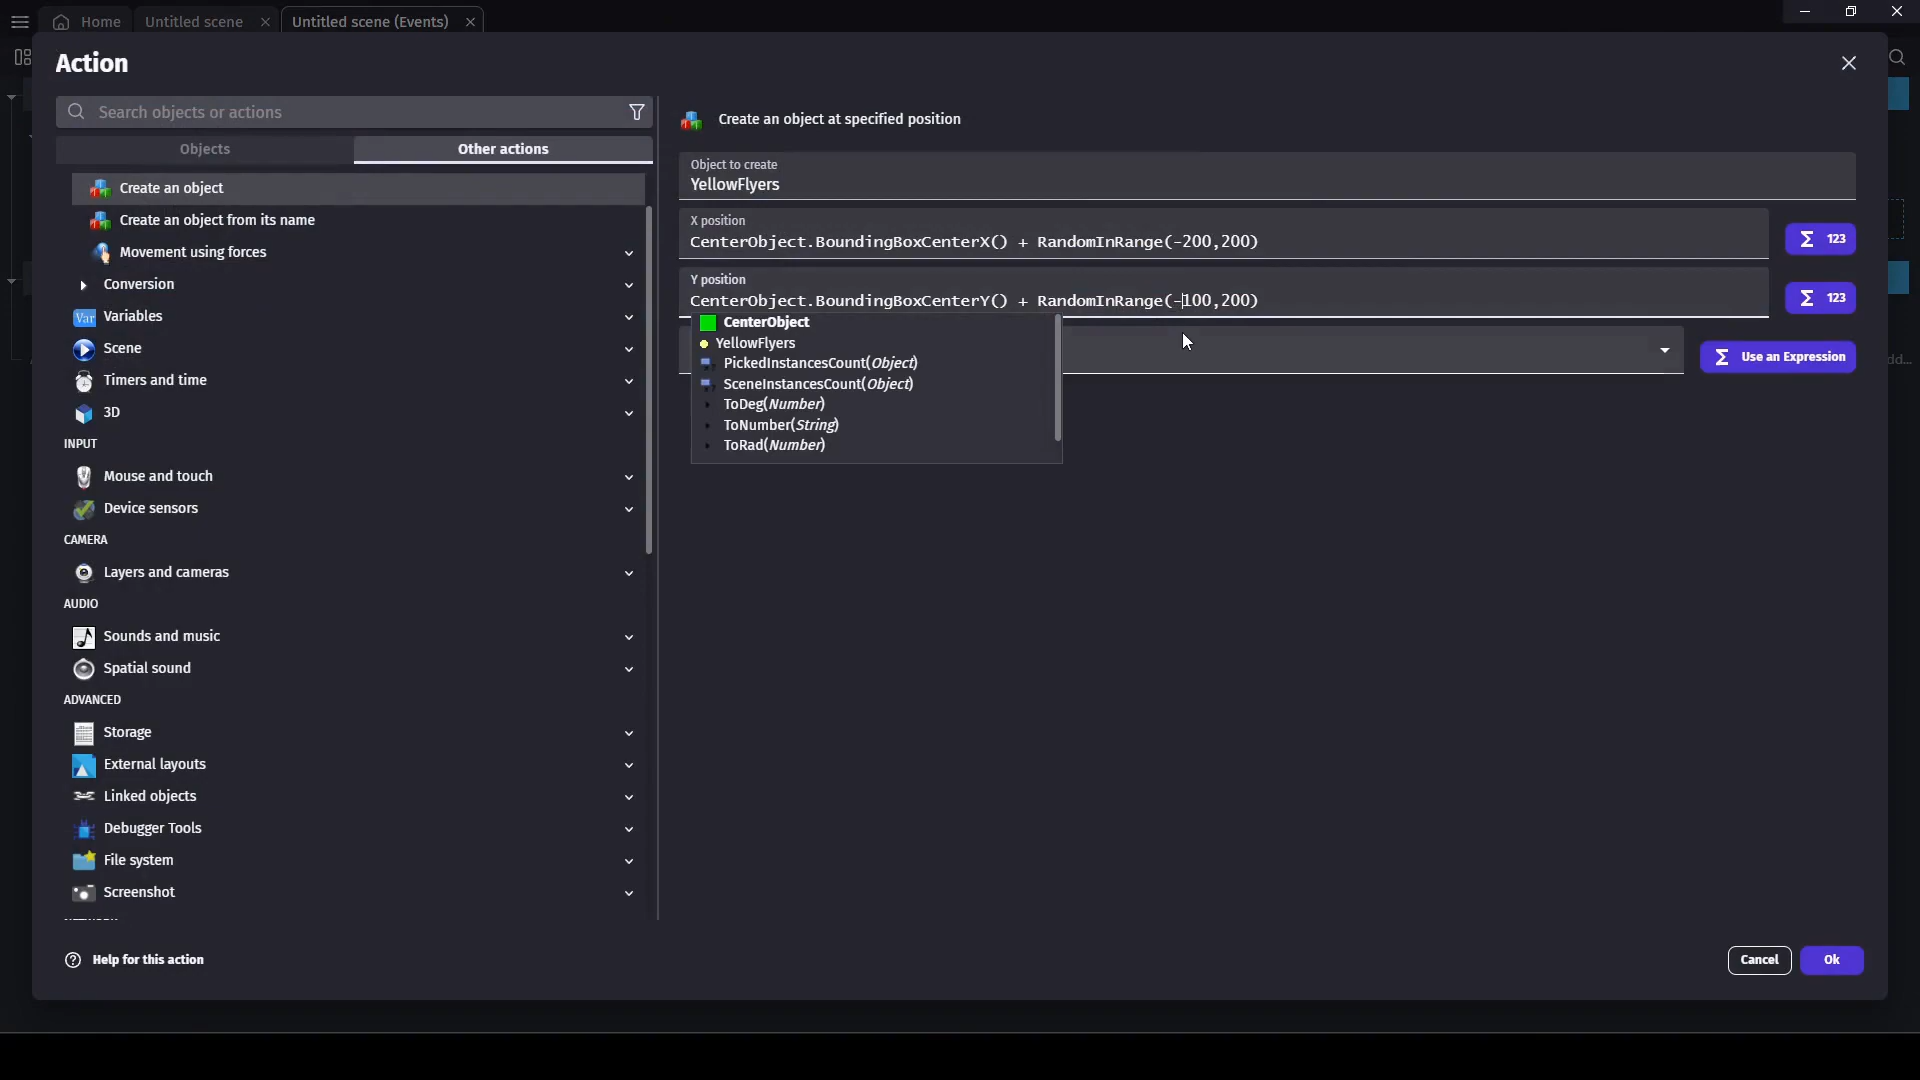 Home
Untitled scene
Untitled scene (Events)
Action
Search objects or actions
Objects
Other actions
Create an object
Create an object from its name
Movement using forces
Conversion
Var Variables
Scene
Timers and time
3D
INPUT
Mouse and touch
Device sensors
CAMERA
Layers and cameras
AUDIO
Sounds and music
Spatial sound
ADVANCED
Storage
External layouts
Linked objects
Debugger Tools
File system
Screenshot
Help for this action
Create an object at specified position
Object to create
YellowFlyers
X position
CenterObject.BoundingBoxCenterX() + RandomInRange(-200,200)
Σ 123
Y position
CenterObject.BoundingBoxCenterY() + RandomInRange(-100,200)
Σ 123
CenterObject
YellowFlyers
PickedInstancesCount(Object)
SceneInstancesCount(Object)
ToDeg(Number)
ToNumber(String)
ToRad(Number)
Σ Use an Expression
Cancel
Ok